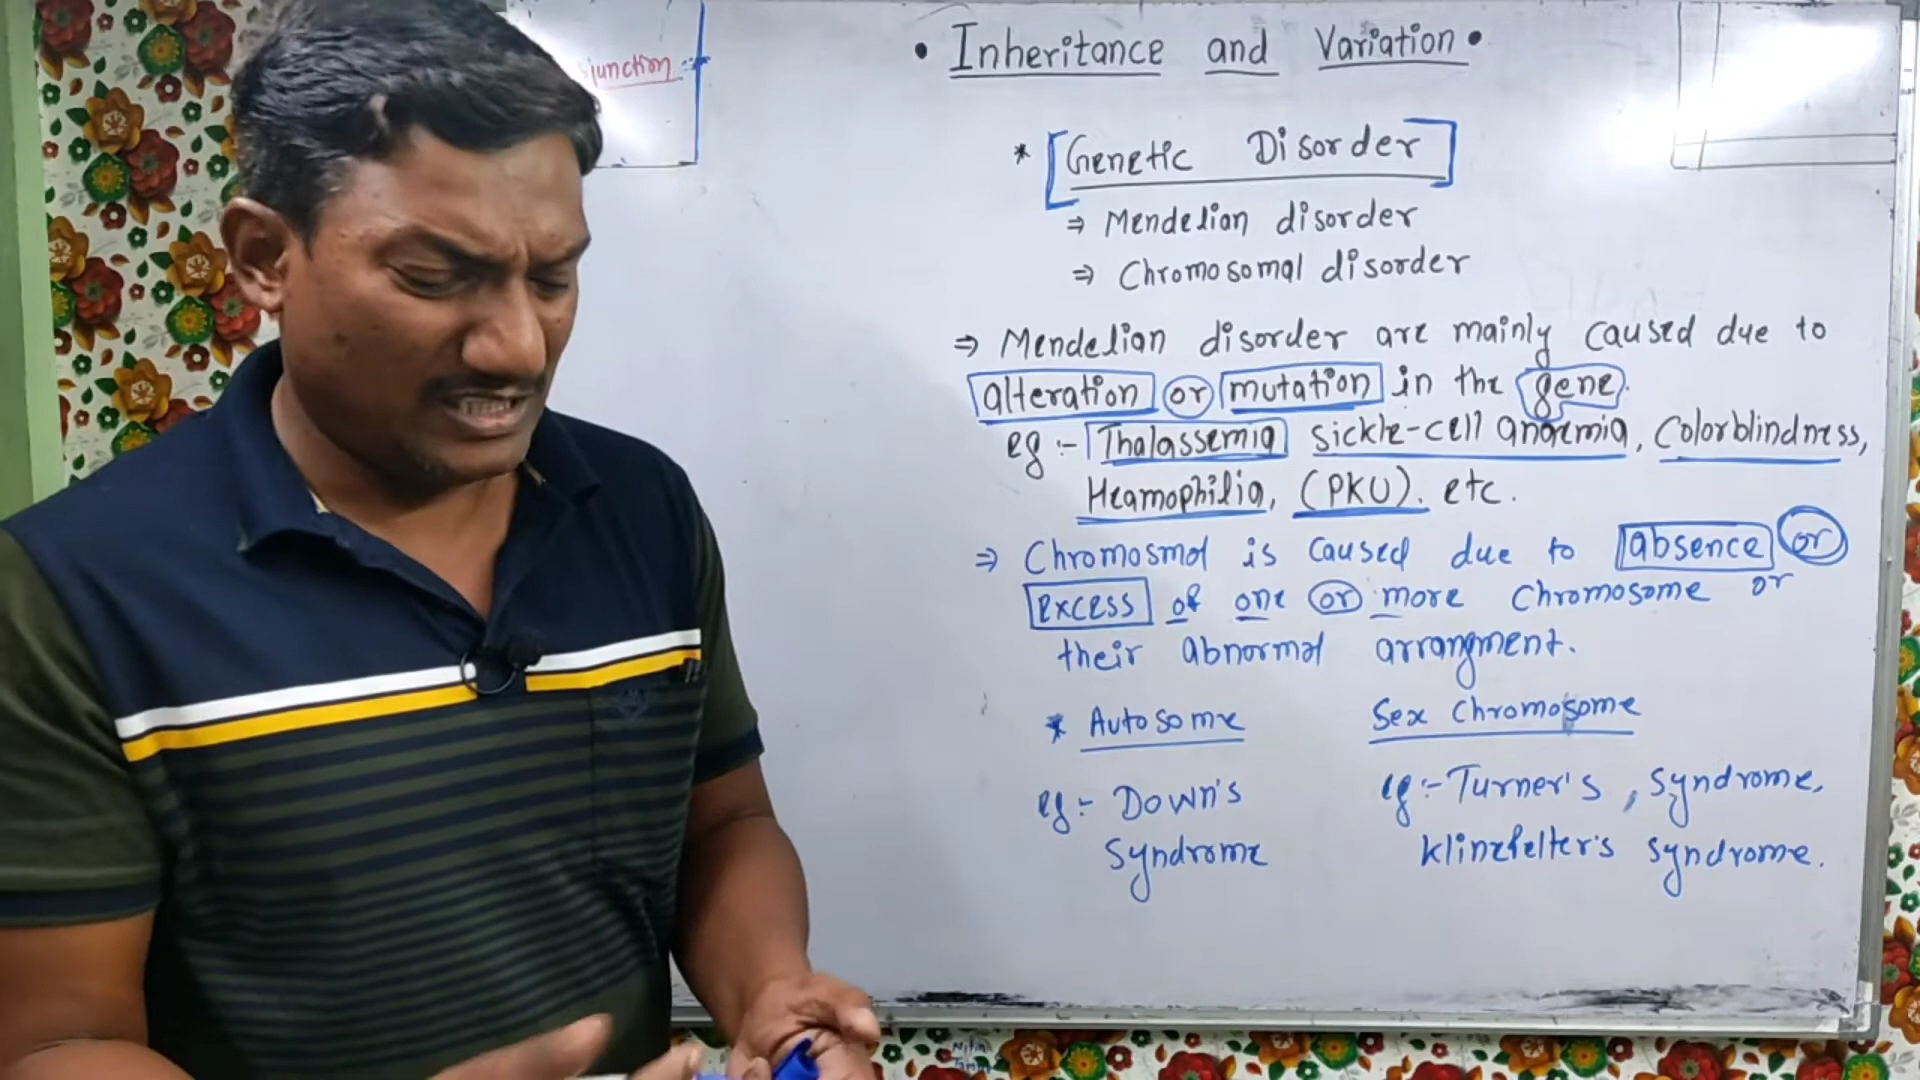 junction
• Inheritance and Variation •
* [Genetic Disorder]
⇒ Mendelian disorder
⇒ Chromosomal disorder
⇒ Mendelian disorder are mainly caused due to
alteration or mutation in the gene.
eg :- Thalassemia sickle-cell anaemia, Colorblindness,
Heamophilia, (PKU). etc.
⇒ Chromosmal is caused due to absence or
excess of one or more chromosome or
their abnormal arrangment.
* Autosome Sex chromosome
eg :- Down's eg :- Turner's, syndrome,
syndrome klinefelter's syndrome.
Nitin